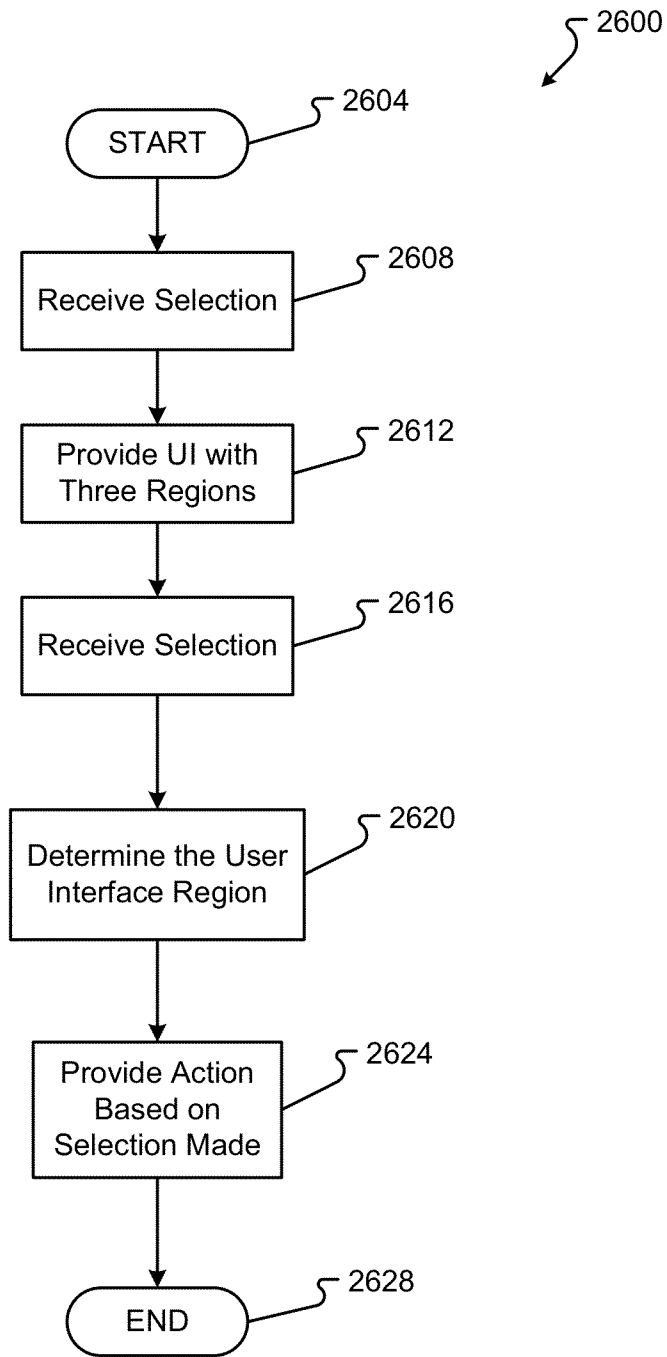 2600
2604
START
2608
Receive Selection
2612
Provide UI with
Three Regions
2616
Receive Selection
2620
Determine the User
Interface Region
2624
Provide Action
Based on
Selection Made
2628
END